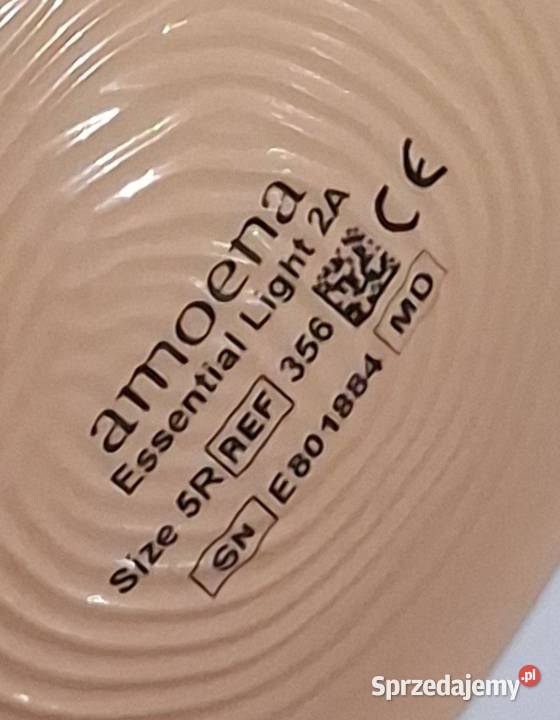 amoena
Essential Light 2A
Size 5R REF 356
SN E801884 MD
CE
Sprzedajemy.pl